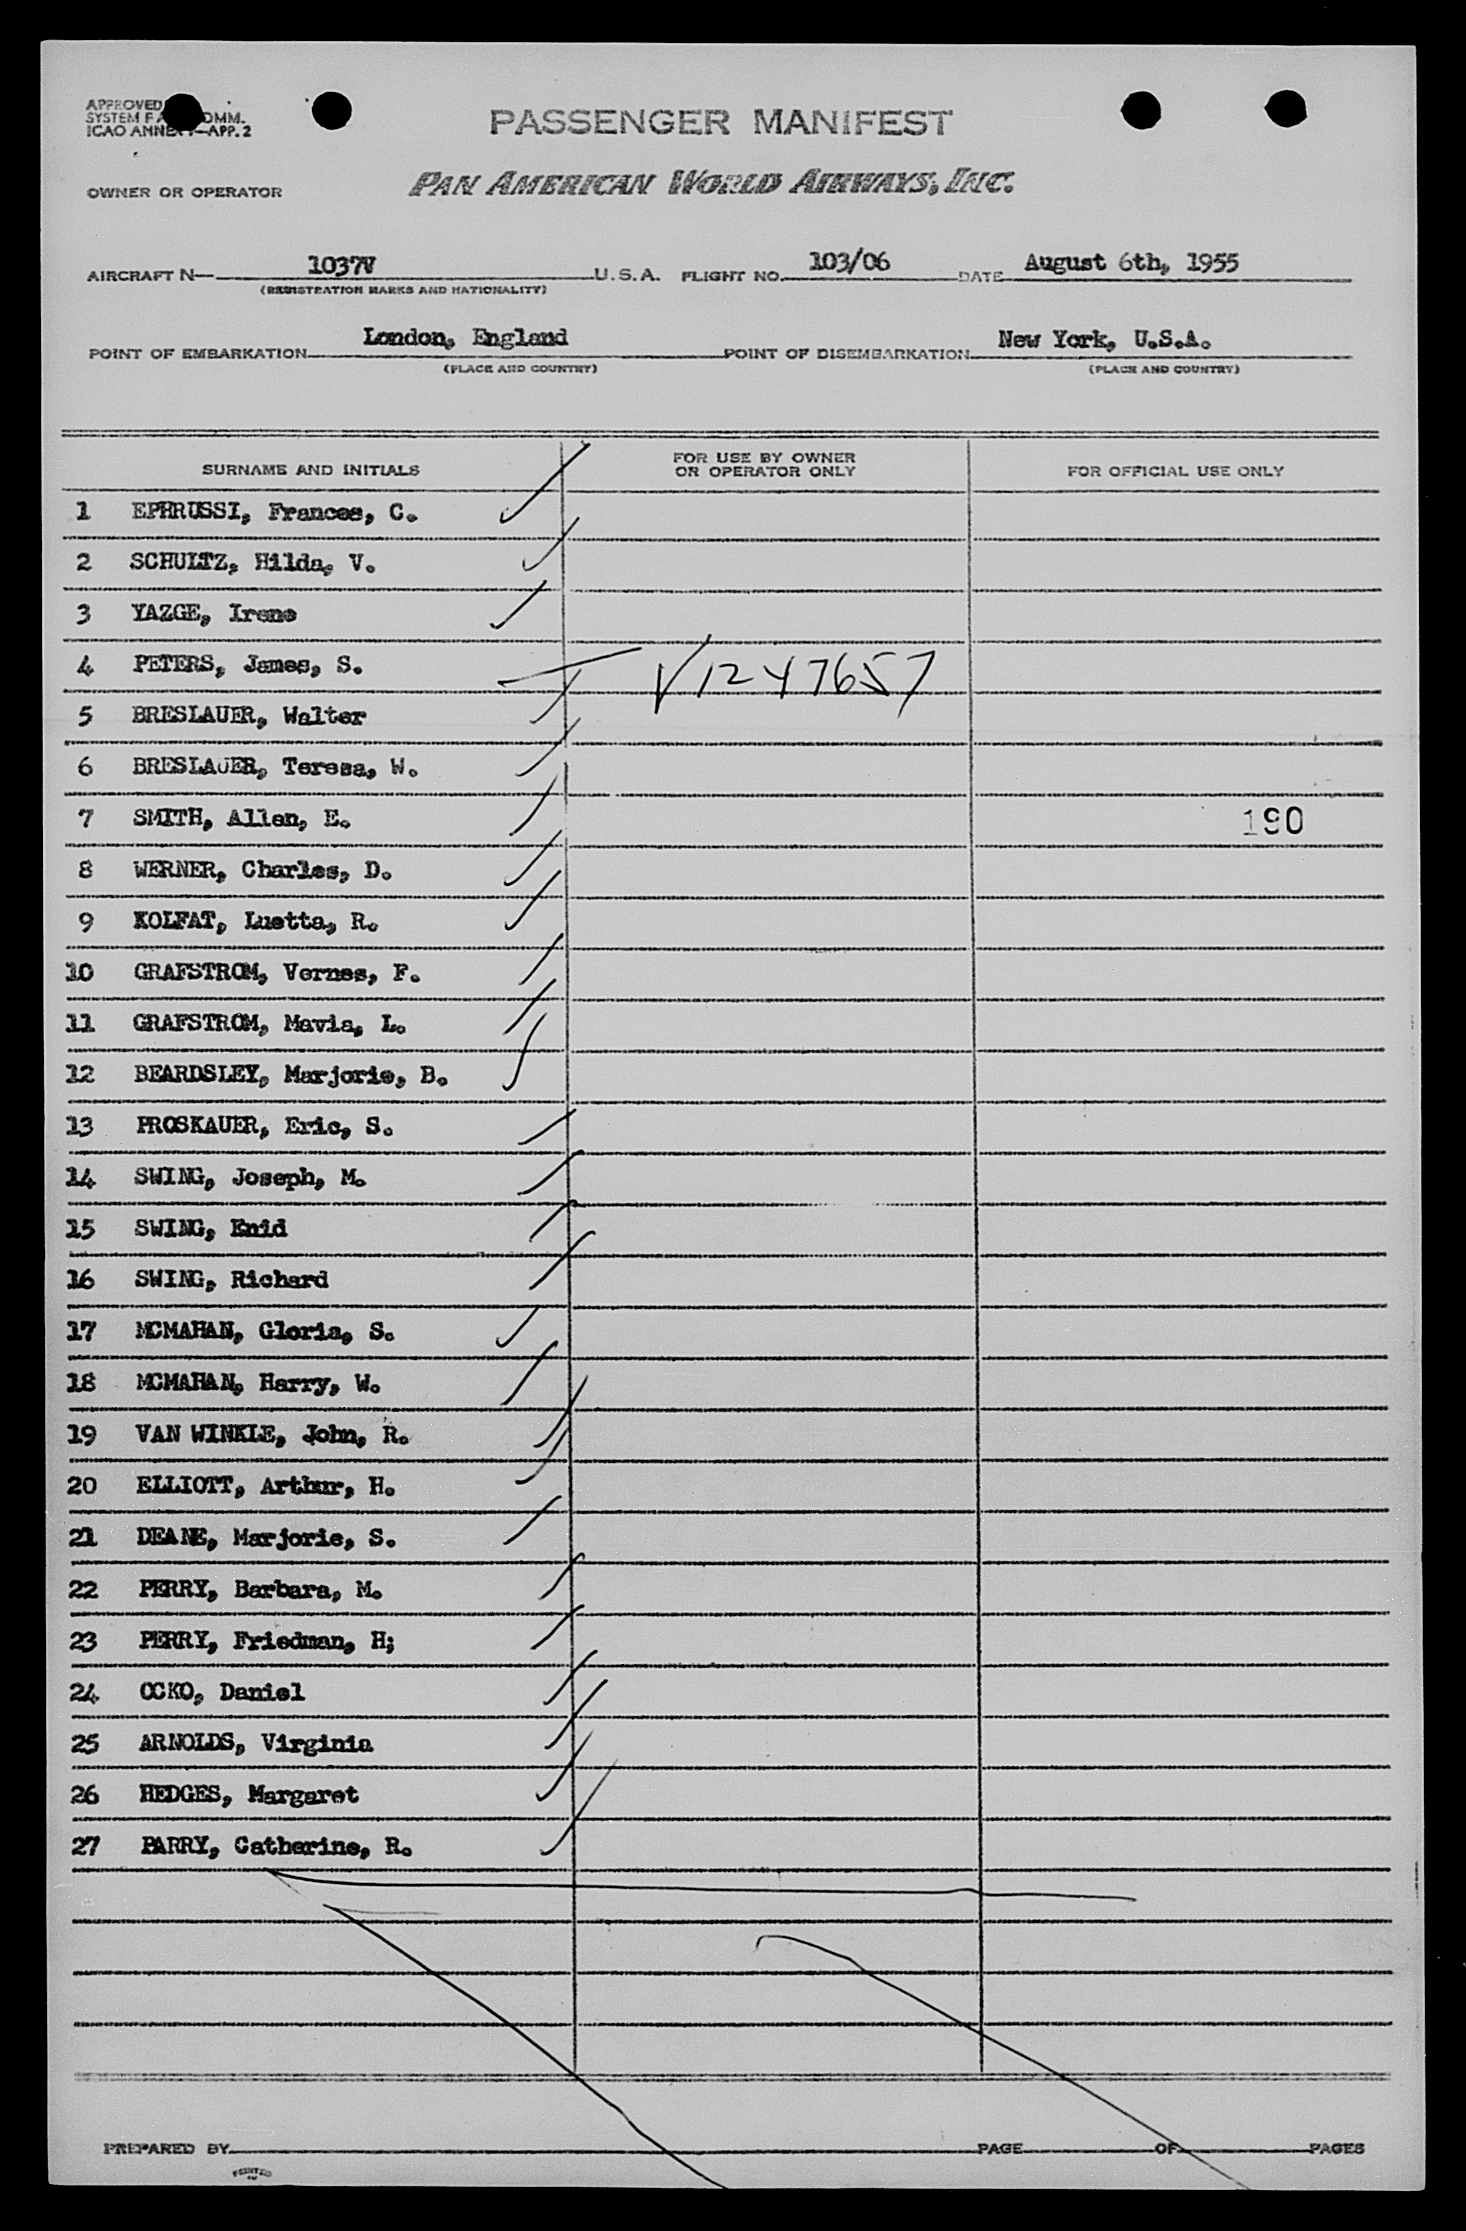 PASSENGER MANIFEST
OWNER OR OPERATOR PAN AMERICAN WORLD AIRWAYS, INC.
AIRCRAFT N— 1037V U.S.A. FLIGHT NO. 103/06 DATE August 6th, 1955
(REGISTRATION MARKS AND NATIONALITY)
POINT OF EMBARKATION London, England POINT OF DISEMBARKATION New York, U.S.A.
(PLACE AND COUNTRY) (PLACE AND COUNTRY)
SURNAME AND INITIALS FOR USE BY OWNER OR OPERATOR ONLY FOR OFFICIAL USE ONLY
1 EPHRUSSI, Frances, C.
2 SCHULTZ, Hilda, V.
3 YAZGE, Irene
4 PETERS, James, S. V1247657
5 BRESLAUER, Walter
6 BRESLAUER, Teresa, W.
7 SMITH, Allen, E. 190
8 WERNER, Charles, D.
9 KOLFAT, Luetta, R.
10 GRAFSTROM, Vernes, F.
11 GRAFSTROM, Mavis, L.
12 BEARDSLEY, Marjorie, B.
13 PROSKAUER, Eric, S.
14 SWING, Joseph, M.
15 SWING, Enid
16 SWING, Richard
17 MCMAHAN, Gloria, S.
18 MCMAHAN, Harry, W.
19 VAN WINKLE, John, R.
20 ELLIOTT, Arthur, H.
21 DEANE, Marjorie, S.
22 PERRY, Barbara, M.
23 PERRY, Friedman, H;
24 OCKO, Daniel
25 ARNOLDS, Virginia
26 HEDGES, Margaret
27 PARRY, Catherine, R.
PREPARED BY PAGE OF PAGES